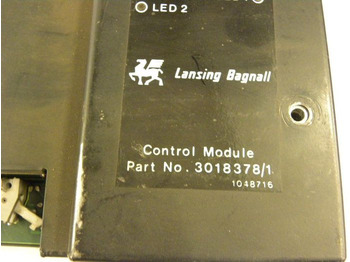 LED 2
Lansing Bagnall
Control Module
Part No. 3018378/1
1048716